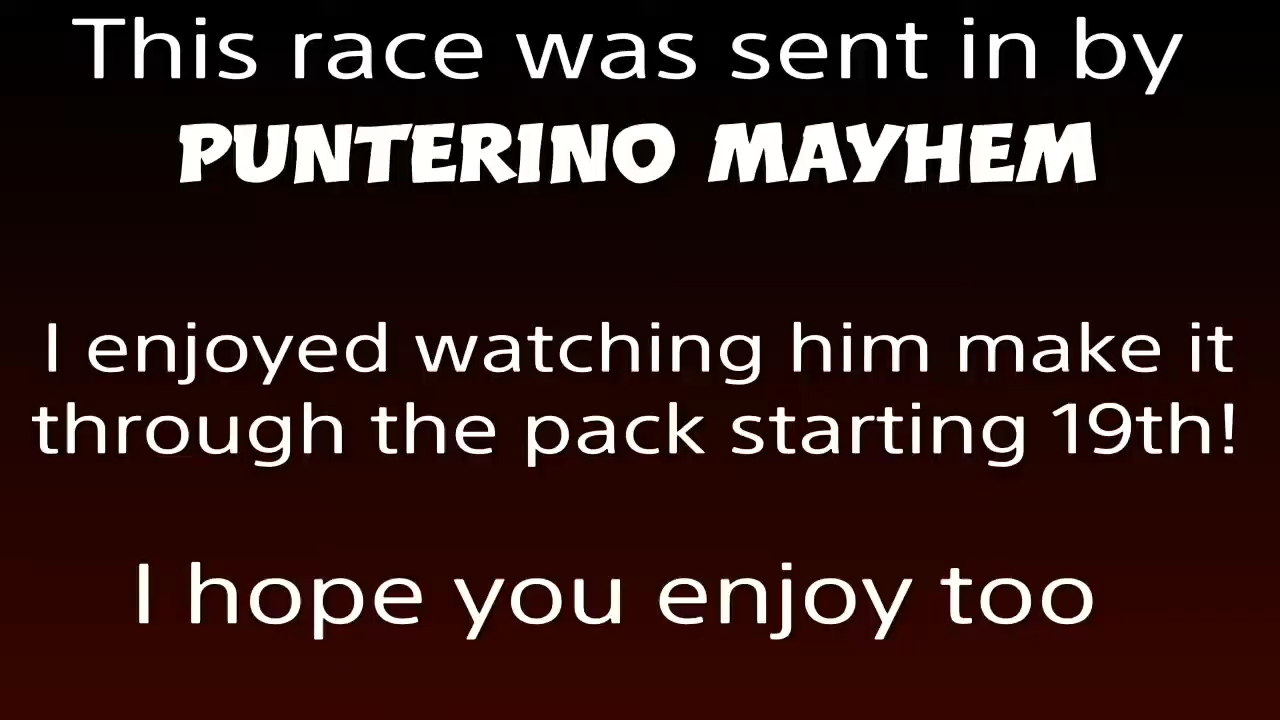 This race was sent in by
PUNTERINO MAYHEM
I enjoyed watching him make it
through the pack starting 19th!
I hope you enjoy too